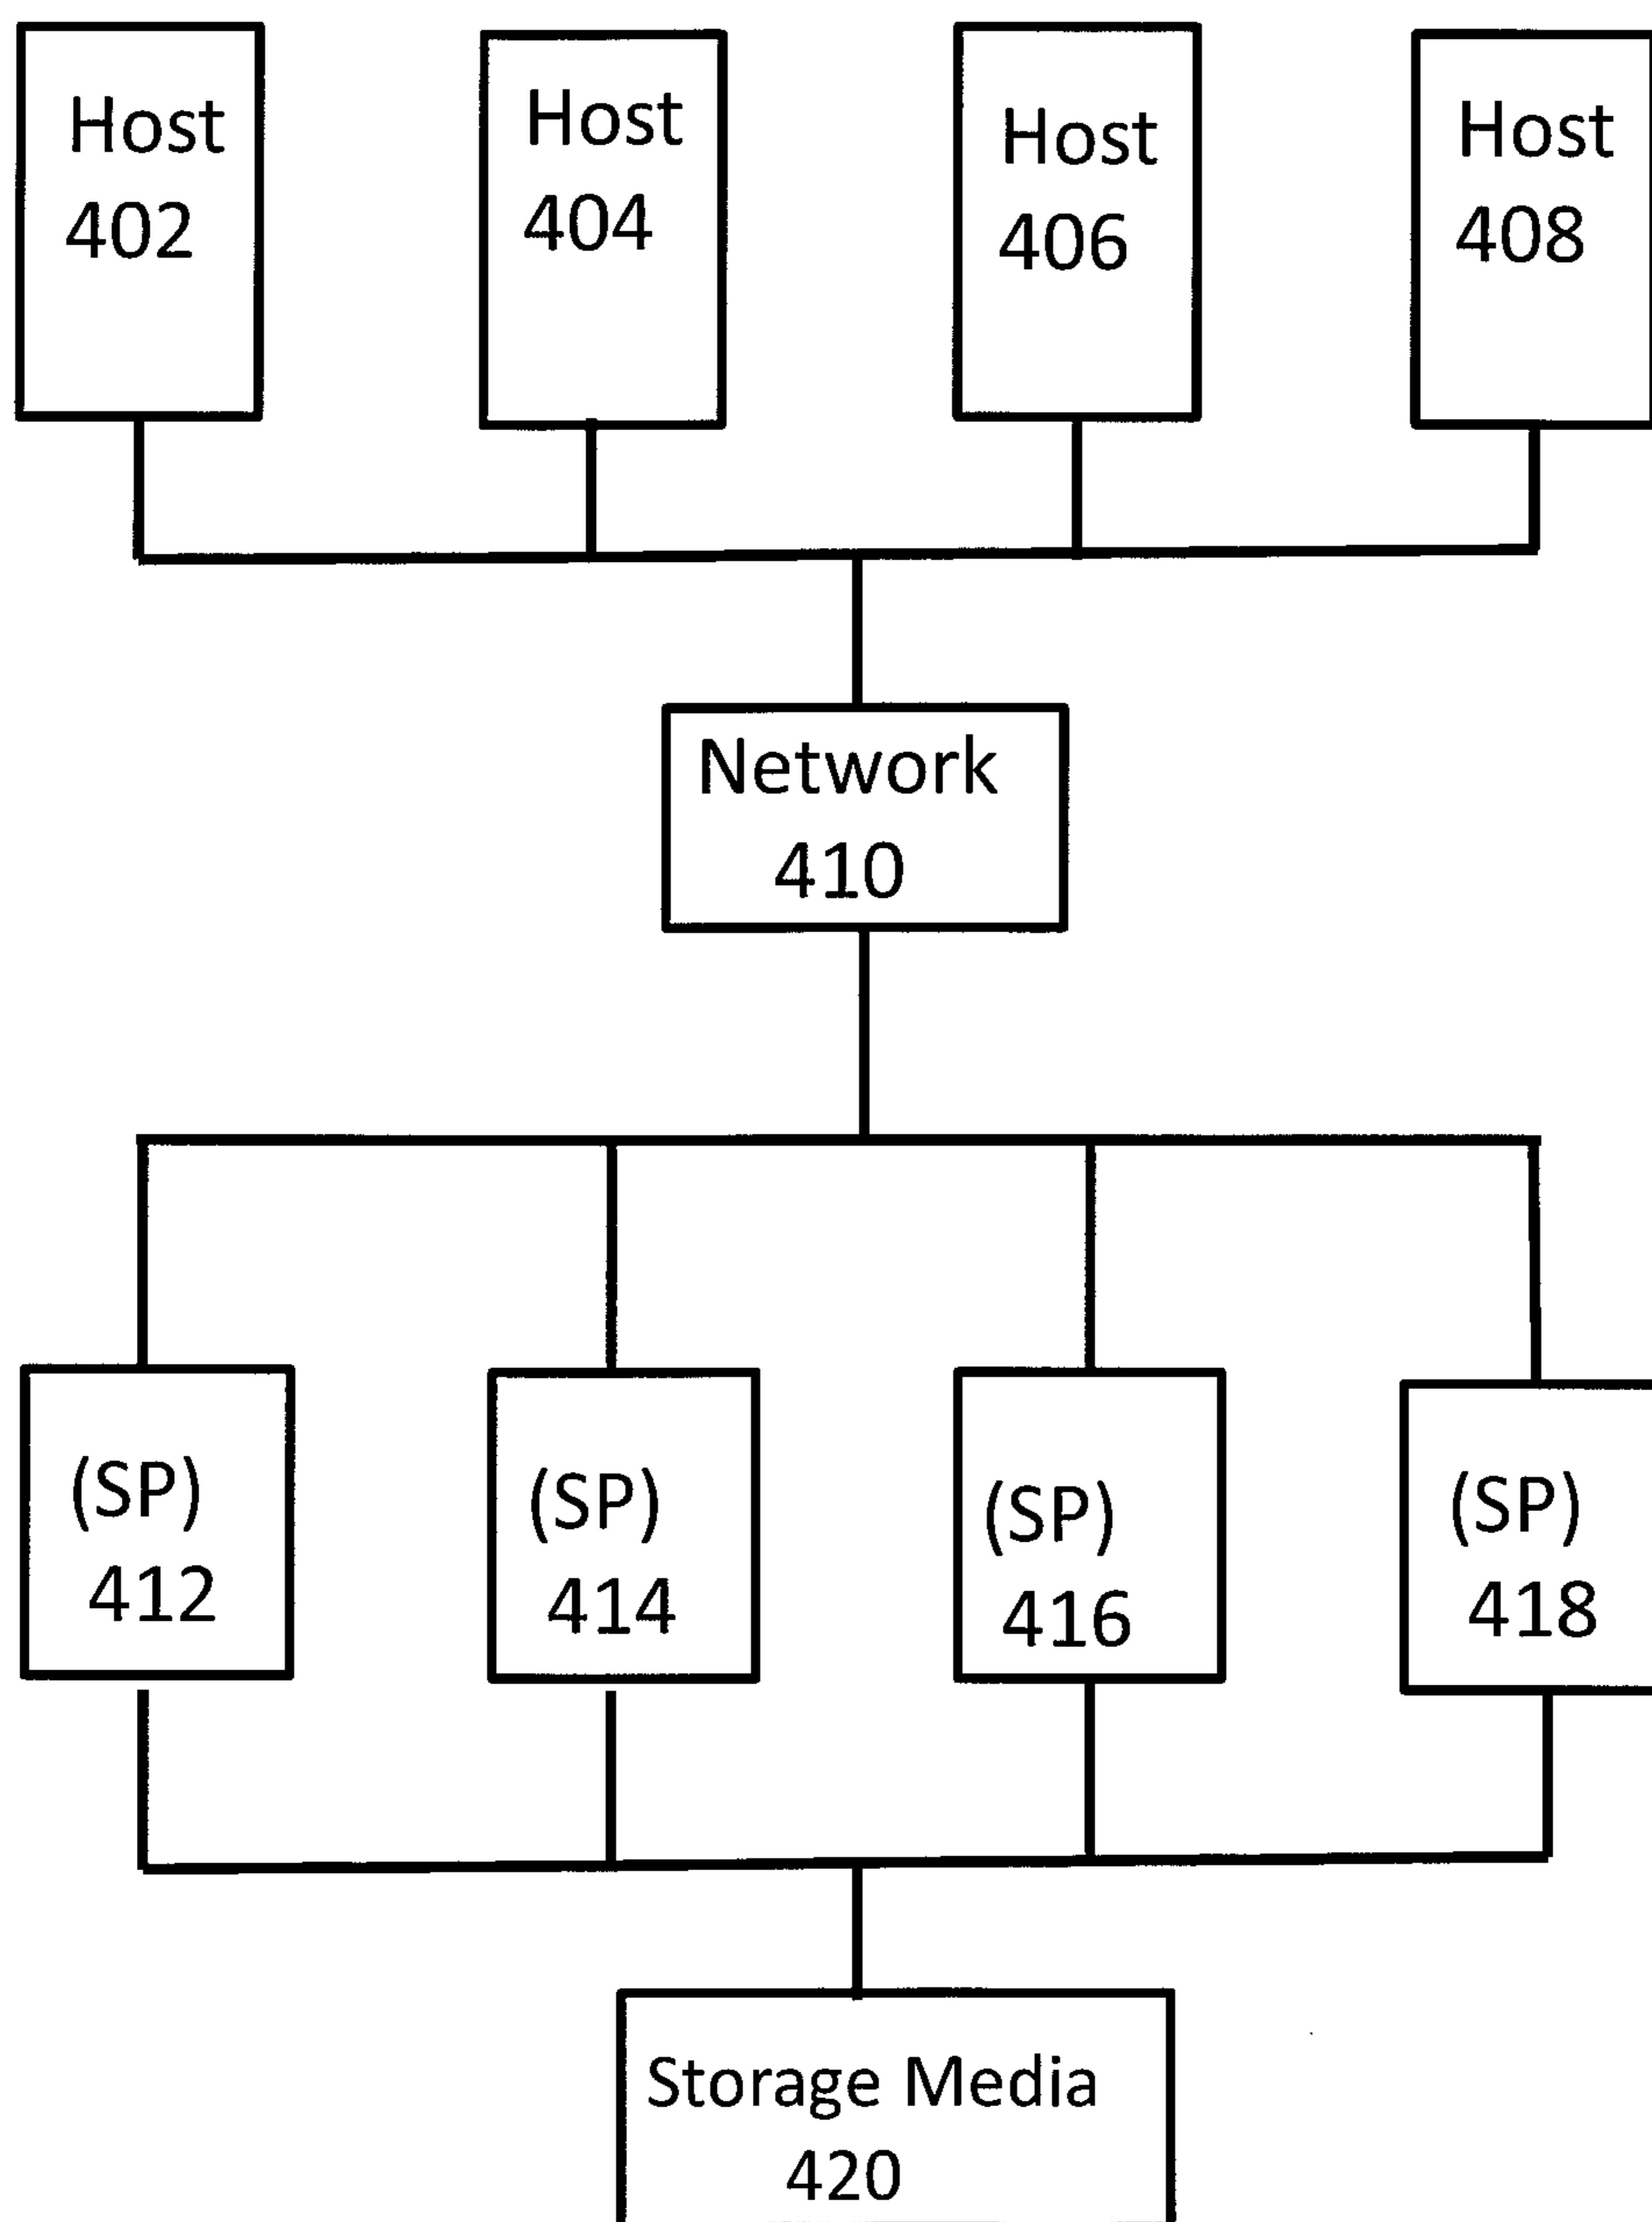 Host
402
Host
404
Host
406
Host
408
Network
410
(SP)
412
(SP)
414
(SP)
416
(SP)
418
Storage Media
420